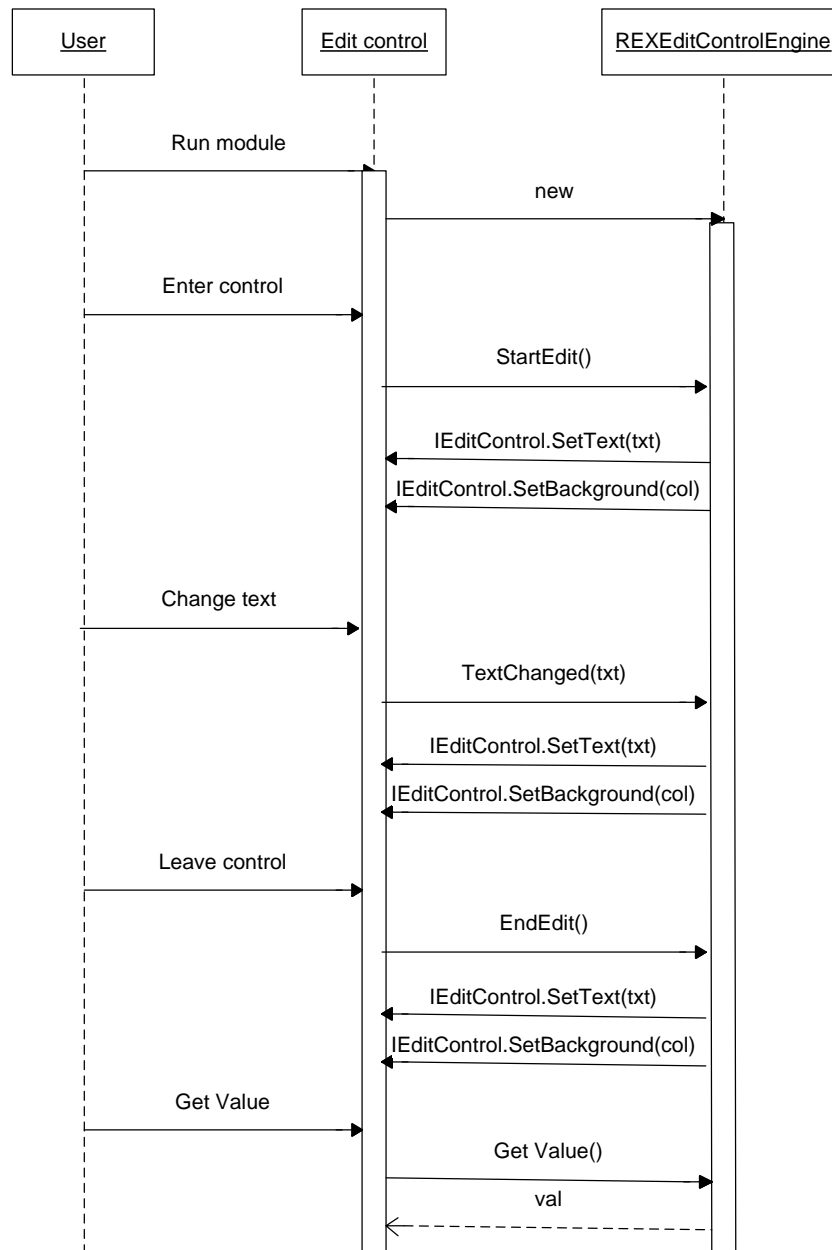 User
Edit control
REXEditControlEngine
Run module
new
Enter control
StartEdit()
IEditControl.SetText(txt)
IEditControl.SetBackground(col)
Change text
TextChanged(txt)
IEditControl.SetText(txt)
IEditControl.SetBackground(col)
Leave control
EndEdit()
IEditControl.SetText(txt)
IEditControl.SetBackground(col)
Get Value
Get Value()
val